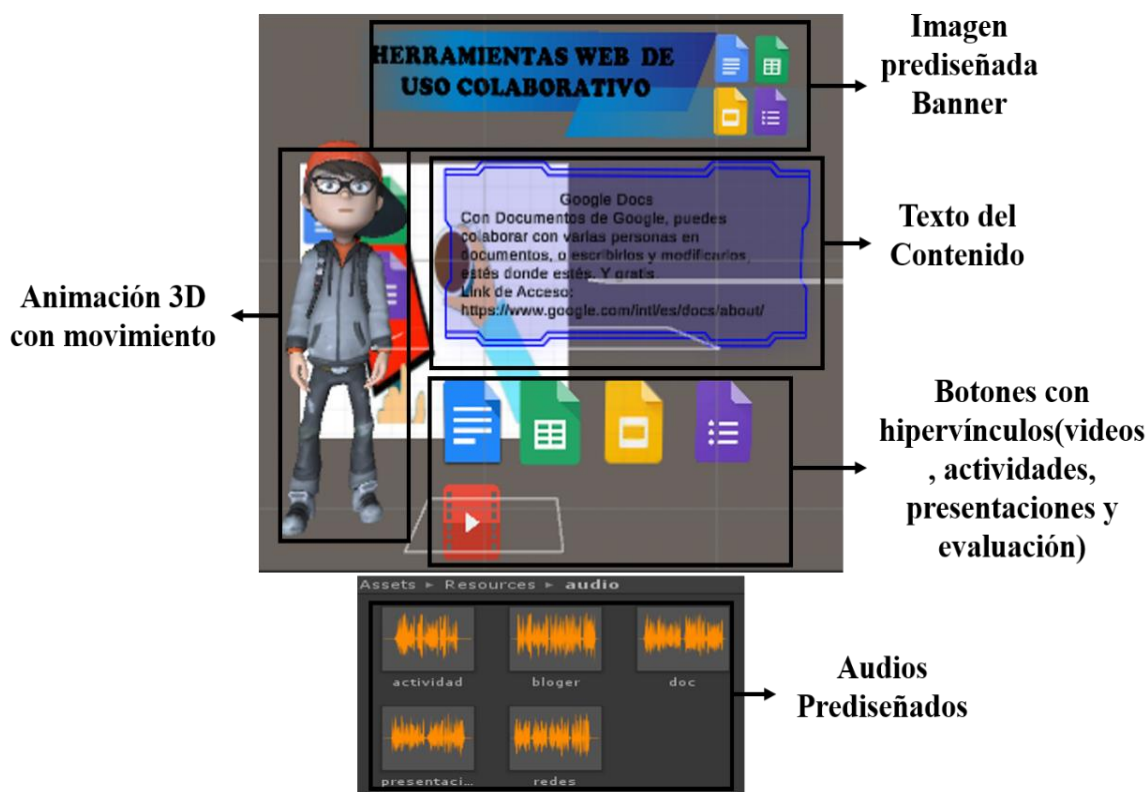 HERRAMIENTAS WEB DE
USO COLABORATIVO
Imagen
prediseñada
Banner
Google Docs
Con Documentos de Google, puedes
colaborar con varias personas en
documentos, o escribirlos y modificarlos,
estés donde estés. Y gratis.
Link de Acceso:
https://www.google.com/intl/es/docs/about/
Texto del
Contenido
Animación 3D
con movimiento
Botones con
hipervínculos(videos
, actividades,
presentaciones y
evaluación)
Assets ▸ Resources ▸ audio
actividad
bloger
doc
presentaci...
redes
Audios
Prediseñados